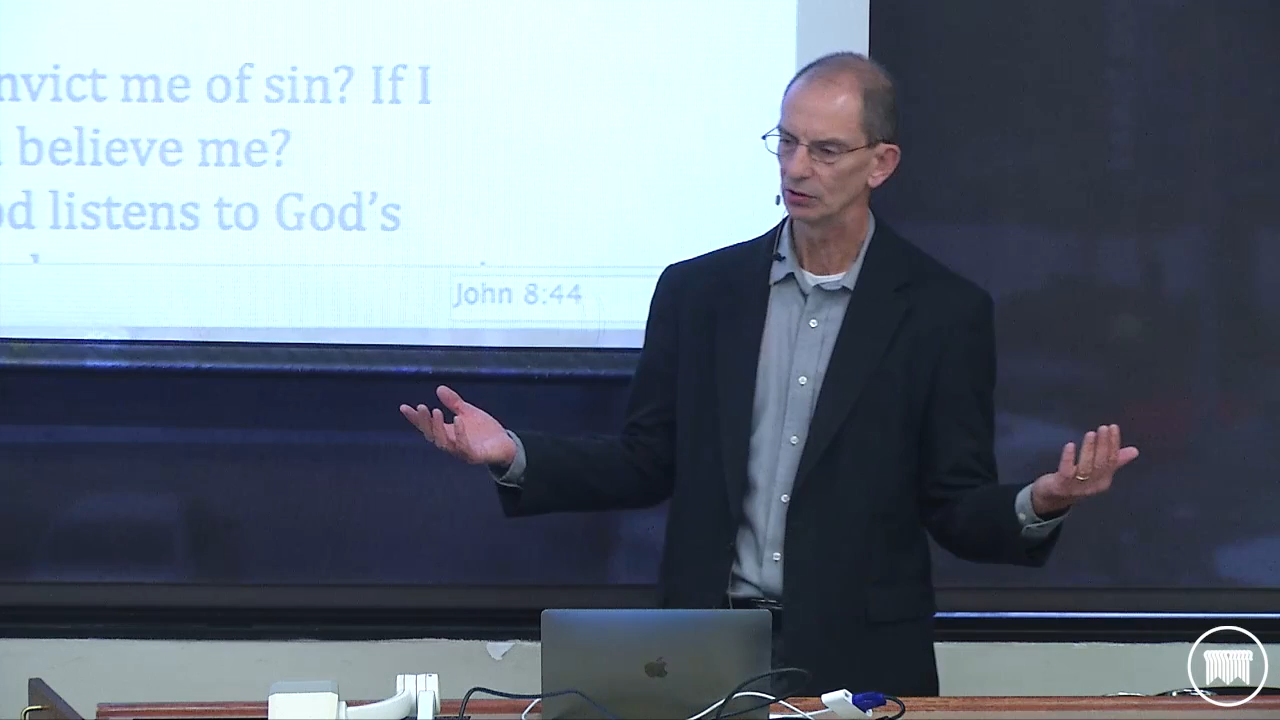 nvict me of sin? If I
believe me?
od listens to God's
John 8:44